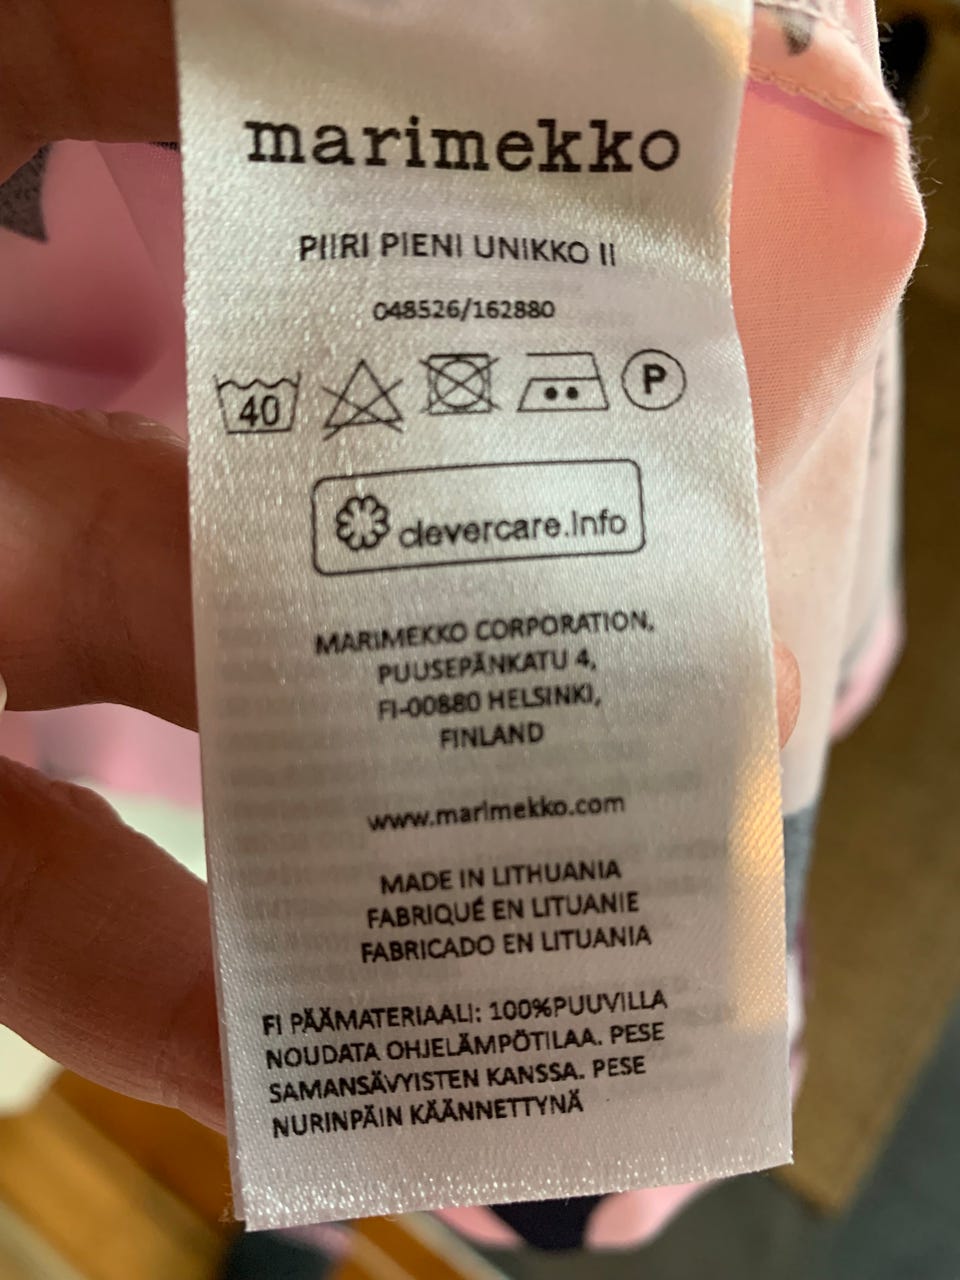 marimekko
PIIRI PIENI UNIKKO II
048526/162880
40 P
clevercare.info
MARIMEKKO CORPORATION,
PUUSEPÄNKATU 4,
FI-00880 HELSINKI,
FINLAND
www.marimekko.com
MADE IN LITHUANIA
FABRIQUÉ EN LITUANIE
FABRICADO EN LITUANIA
FI PÄÄMATERIAALI: 100%PUUVILLA
NOUDATA OHJELÄMPÖTILAA. PESE
SAMANSÄVYISTEN KANSSA. PESE
NURINPÄIN KÄÄNNETTYNÄ